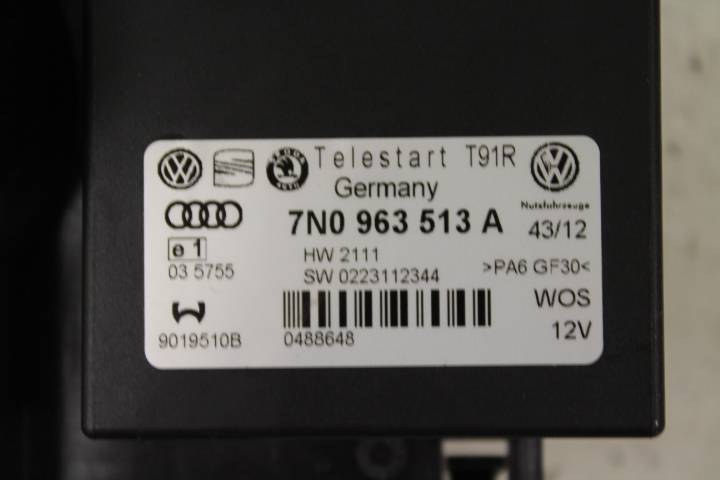 Telestart T91R
Germany
Nutzfahrzeuge
7N0 963 513 A
43/12
e 1
03 5755
HW 2111
SW 0223112344
>PA6 GF30<
WOS
9019510B
0488648
12V